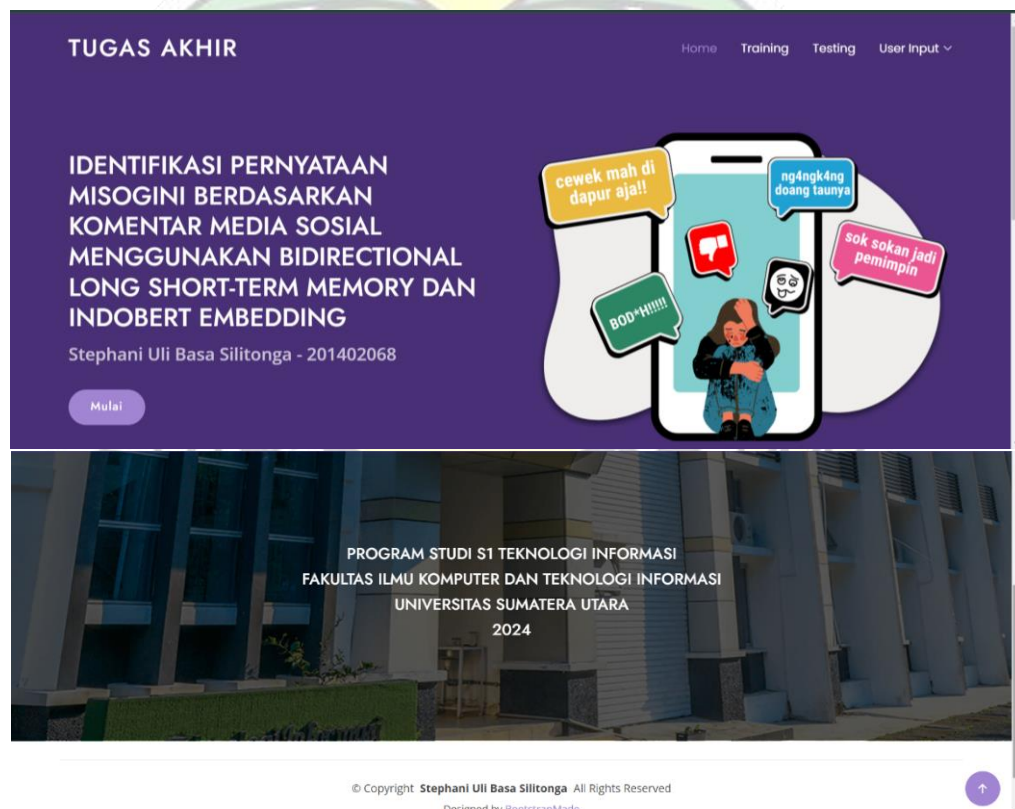 TUGAS AKHIR
Home Training Testing User Input
IDENTIFIKASI PERNYATAAN
MISOGINI BERDASARKAN
KOMENTAR MEDIA SOSIAL
MENGGUNAKAN BIDIRECTIONAL
LONG SHORT-TERM MEMORY DAN
INDOBERT EMBEDDING
Stephani Uli Basa Silitonga - 201402068
Mulai
cewek mah di
dapur aja!!
ng4ngk4ng
doang taunya
sok sokan jadi
pemimpin
BOD*H!!!!!
PROGRAM STUDI S1 TEKNOLOGI INFORMASI
FAKULTAS ILMU KOMPUTER DAN TEKNOLOGI INFORMASI
UNIVERSITAS SUMATERA UTARA
2024
© Copyright Stephani Uli Basa Silitonga All Rights Reserved
Designed by BootstrapMade